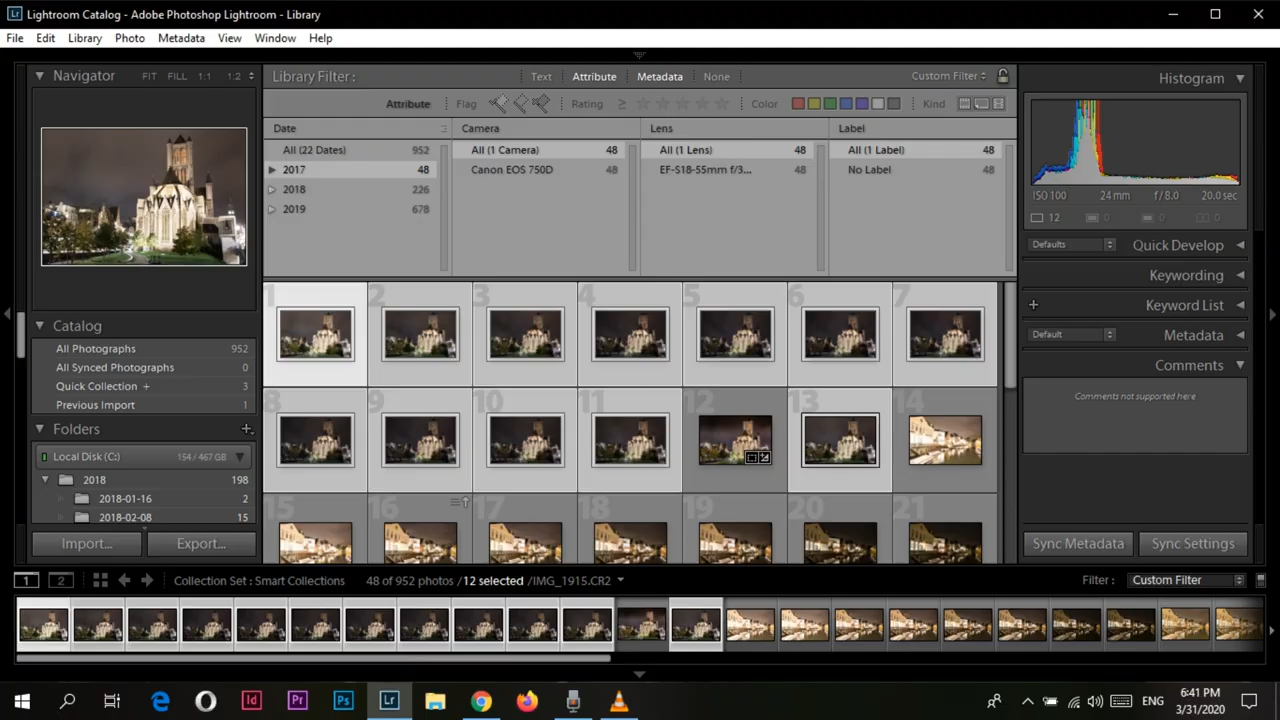 Lr Lightroom Catalog - Adobe Photoshop Lightroom - Library
File Edit Library Photo Metadata View Window Help
Navigator FIT FILL 1:1 1:2
Library Filter : Text Attribute Metadata None Custom Filter
Histogram
Attribute Flag Rating ≥ Color Kind
Date Camera Lens Label
All (22 Dates) 952 All (1 Camera) 48 All (1 Lens) 48 All (1 Label) 48
2017 48 Canon EOS 750D 48 EF-S18-55mm f/3... 48 No Label 48
2018 226
2019 678
ISO 100 24 mm f / 8.0 20.0 sec
12 0 0 0
Defaults Quick Develop
Keywording
+ Keyword List
Default Metadata
Comments
Comments not supported here
Catalog
All Photographs 952
All Synced Photographs 0
Quick Collection + 3
Previous Import 1
Folders +
Local Disk (C:) 154 / 467 GB
2018 198
2018-01-16 2
2018-02-08 15
Import... Export...
1 2 3 4 5 6 7
8 9 10 11 12 13 14
15 16 17 18 19 20 21
Sync Metadata Sync Settings
1 2 Collection Set : Smart Collections 48 of 952 photos / 12 selected / IMG_1915.CR2 Filter : Custom Filter
Id Pr Ps Lr
ENG
6:41 PM
3/31/2020